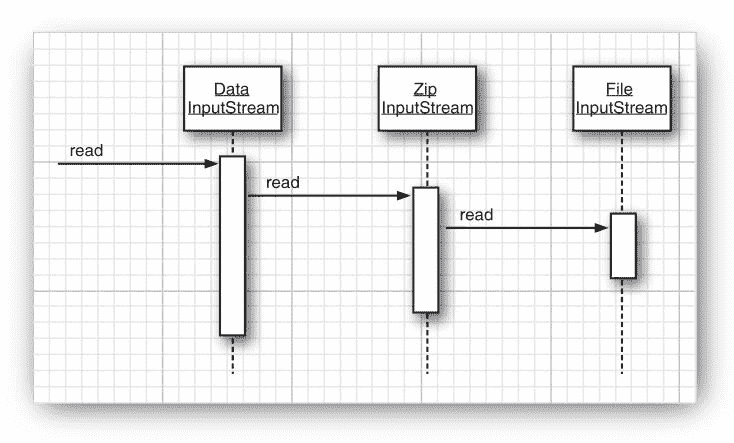 Data
InputStream
Zip
InputStream
File
InputStream
read
read
read